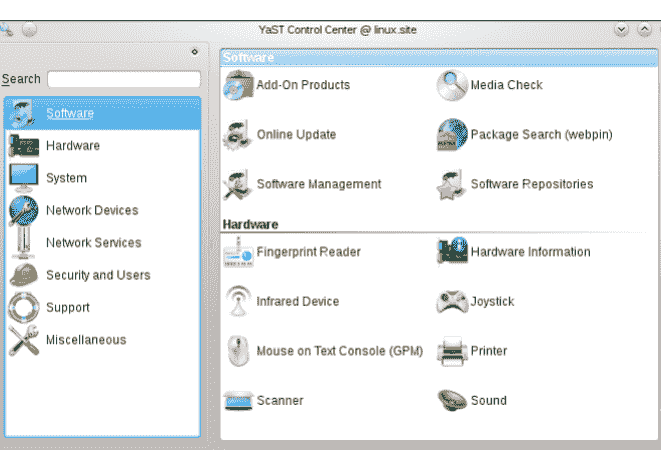 YaST Control Center @ linux.site
Search
Software
Hardware
System
Network Devices
Network Services
Security and Users
Support
Miscellaneous
Software
Add-On Products
Media Check
Online Update
Package Search (webpin)
Software Management
Software Repositories
Hardware
Fingerprint Reader
Hardware Information
Infrared Device
Joystick
Mouse on Text Console (GPM)
Printer
Scanner
Sound